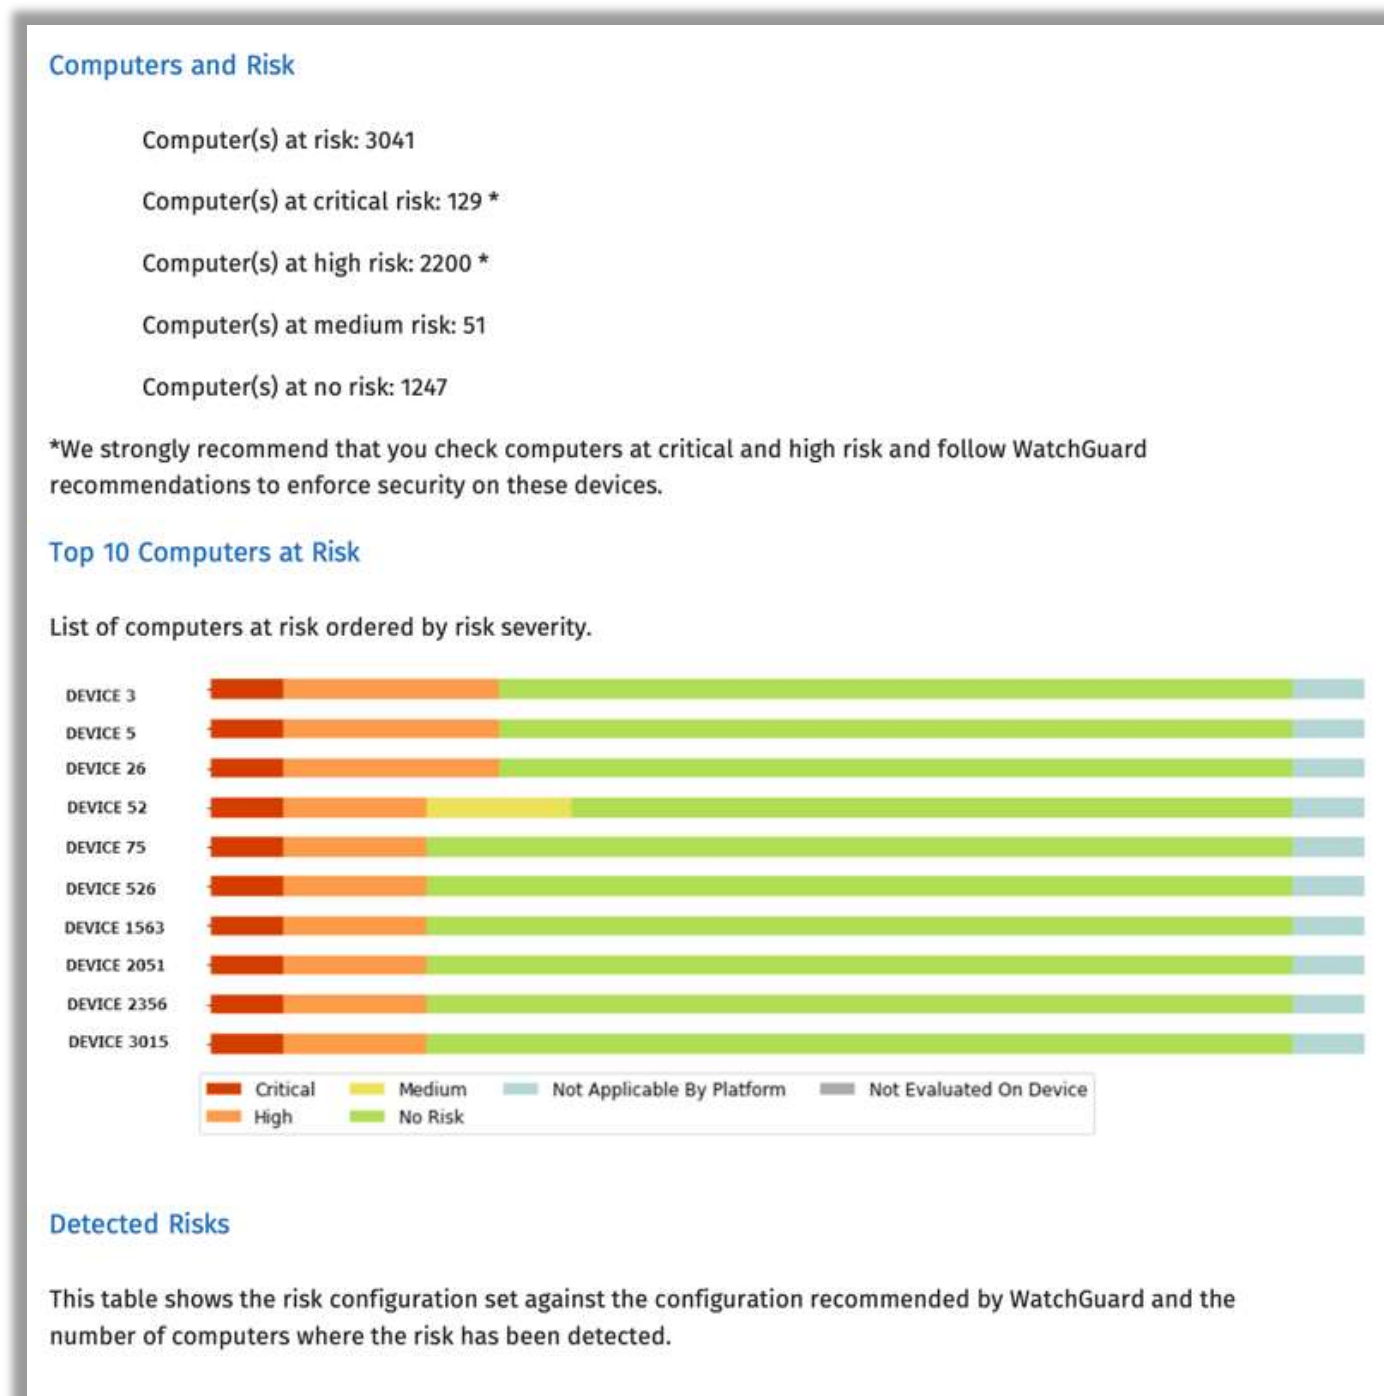 Computers and Risk
Computer(s) at risk: 3041
Computer(s) at critical risk: 129 *
Computer(s) at high risk: 2200 *
Computer(s) at medium risk: 51
Computer(s) at no risk: 1247
*We strongly recommend that you check computers at critical and high risk and follow WatchGuard
recommendations to enforce security on these devices.
Top 10 Computers at Risk
List of computers at risk ordered by risk severity.
DEVICE 3
DEVICE 5
DEVICE 26
DEVICE 52
DEVICE 75
DEVICE 526
DEVICE 1563
DEVICE 2051
DEVICE 2356
DEVICE 3015
Critical Medium Not Applicable By Platform Not Evaluated On Device
High No Risk
Detected Risks
This table shows the risk configuration set against the configuration recommended by WatchGuard and the
number of computers where the risk has been detected.